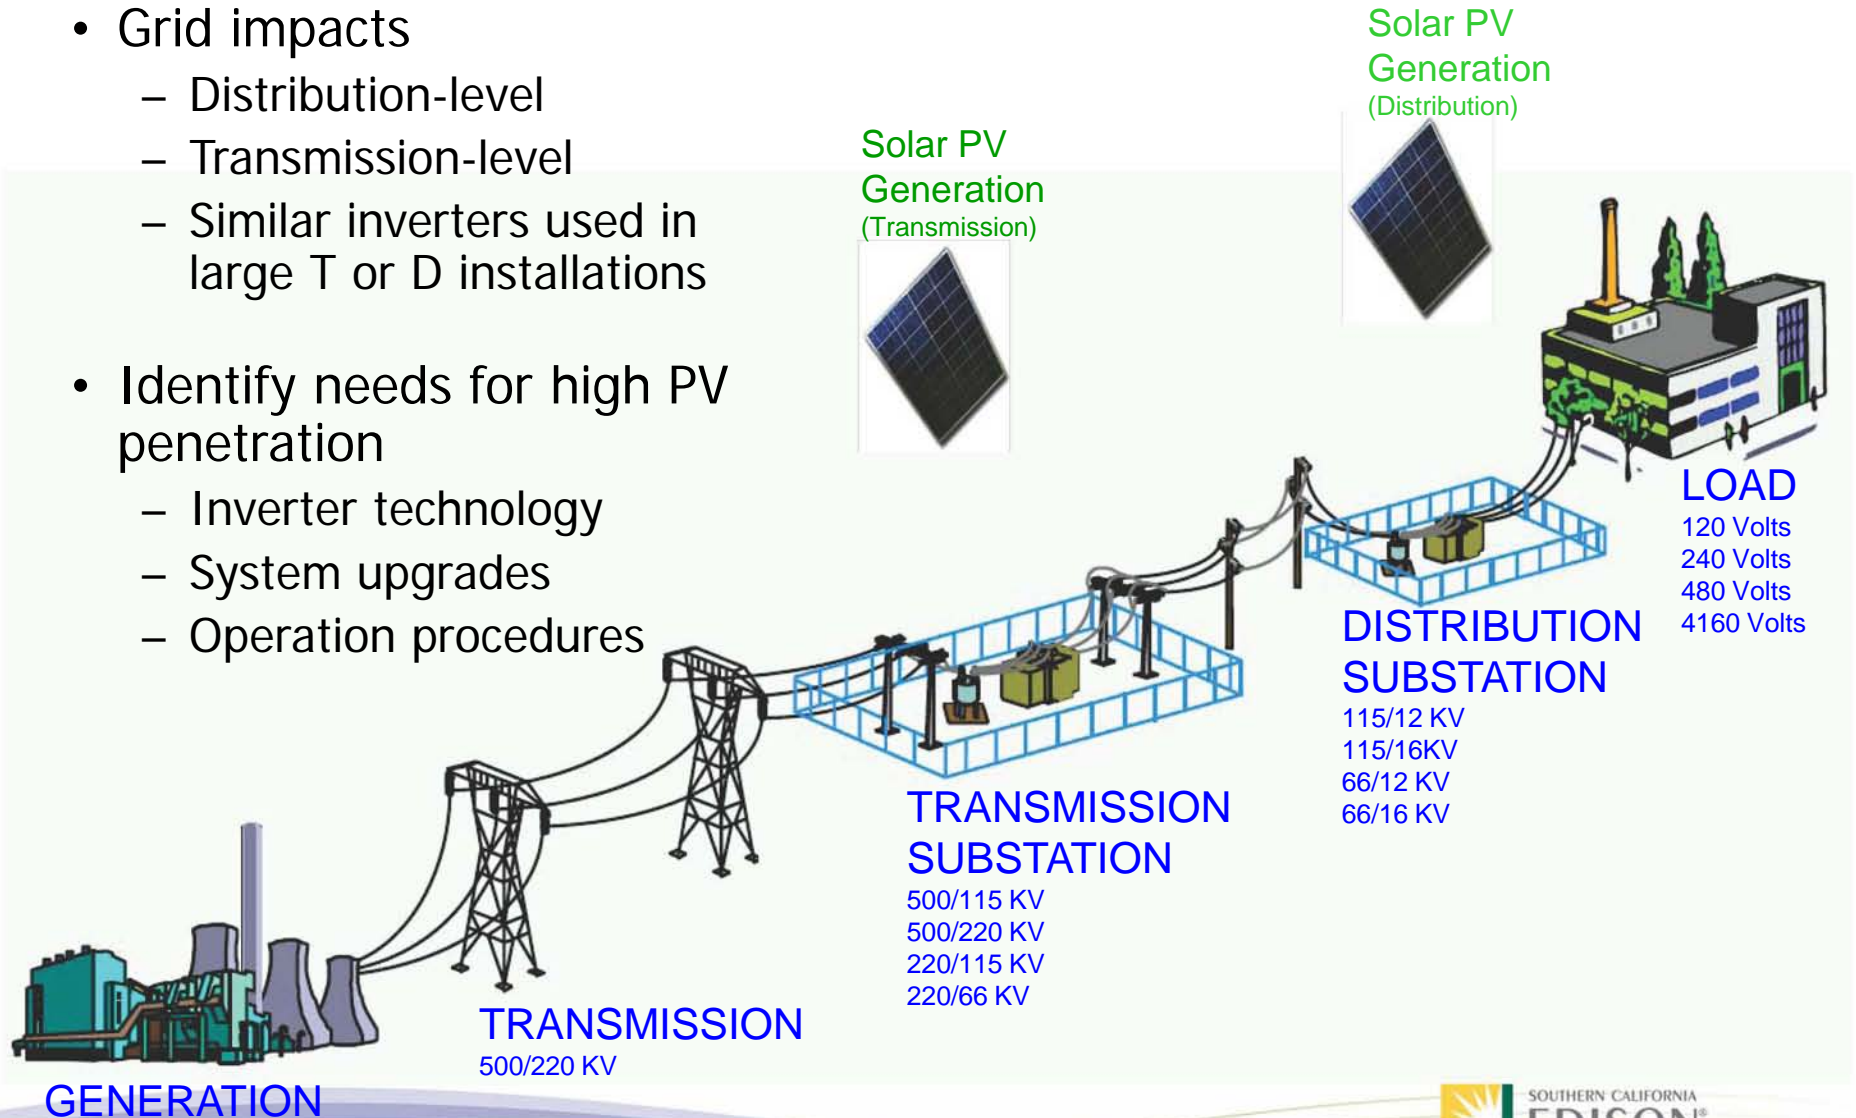 • Grid impacts
– Distribution-level
– Transmission-level
– Similar inverters used in
large T or D installations
• Identify needs for high PV
penetration
– Inverter technology
– System upgrades
– Operation procedures
Solar PV
Generation
(Transmission)
Solar PV
Generation
(Distribution)
LOAD
120 Volts
240 Volts
480 Volts
4160 Volts
DISTRIBUTION
SUBSTATION
115/12 KV
115/16KV
66/12 KV
66/16 KV
TRANSMISSION
SUBSTATION
500/115 KV
500/220 KV
220/115 KV
220/66 KV
TRANSMISSION
500/220 KV
GENERATION
SOUTHERN CALIFORNIA
EDISON®